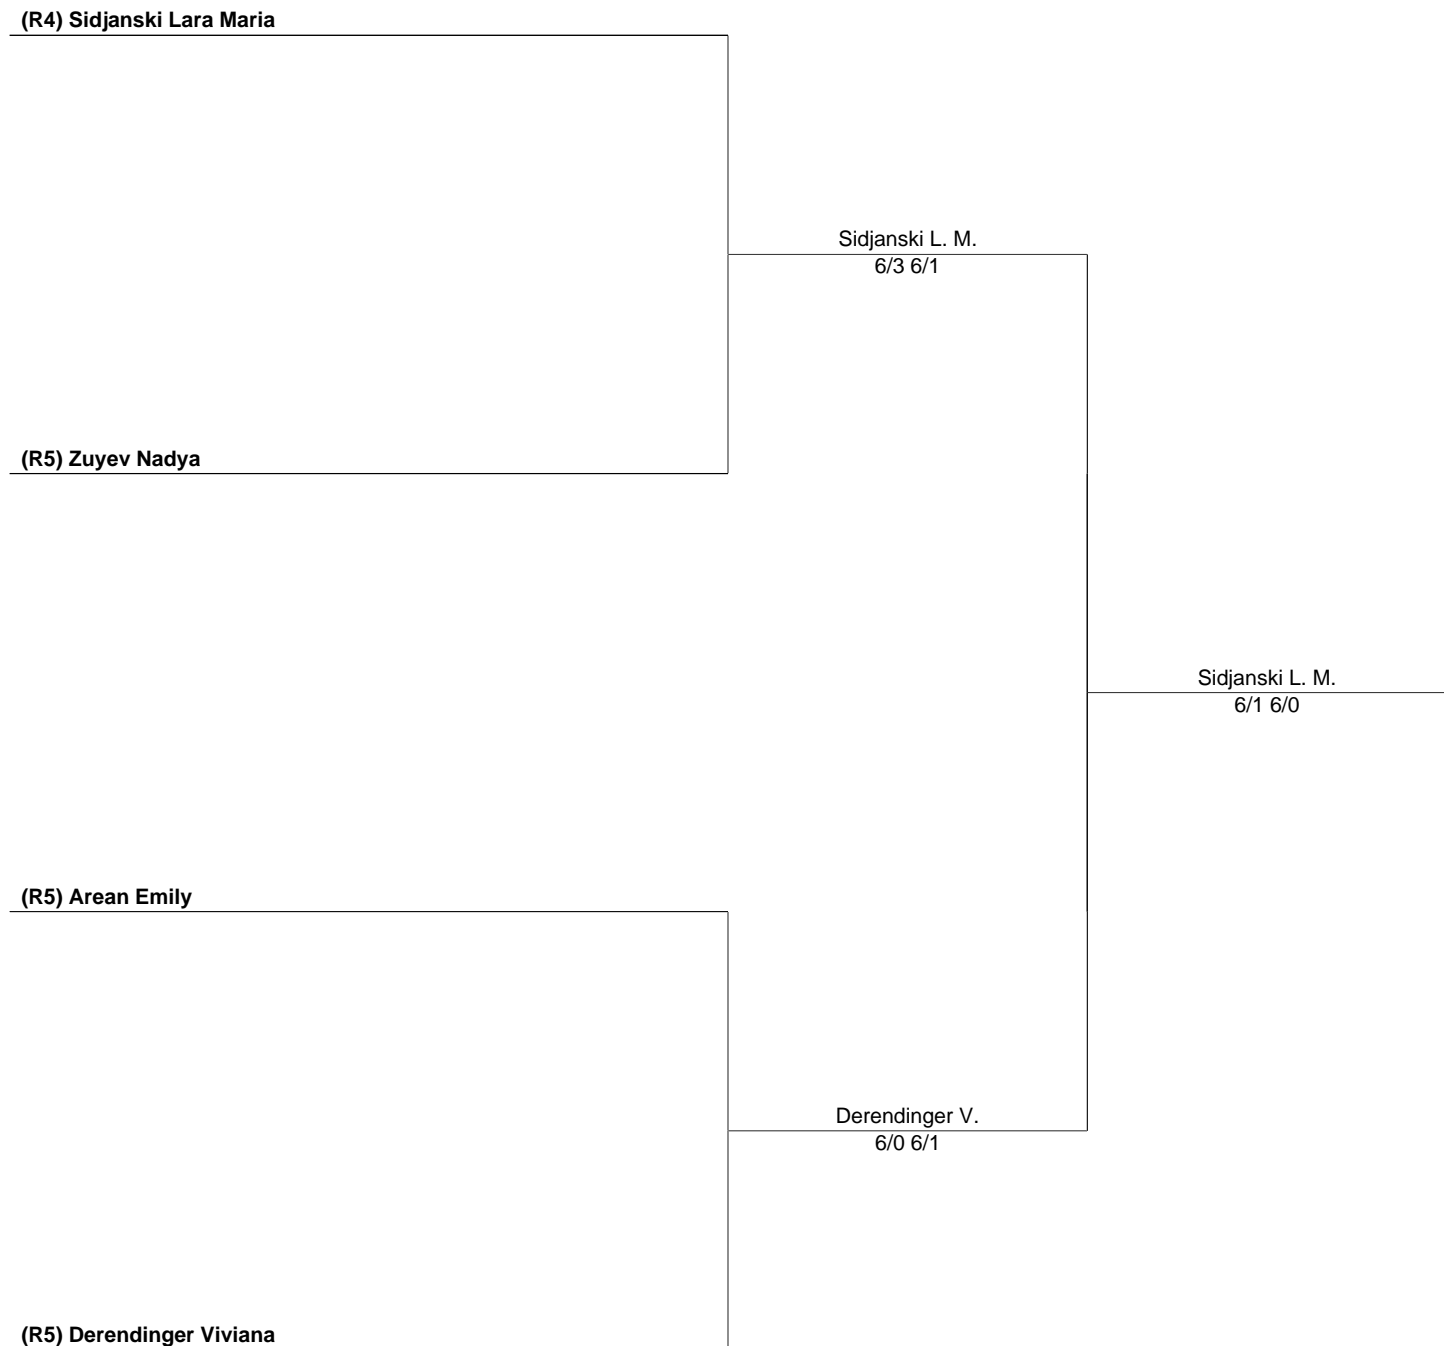 (R4) Sidjanski Lara Maria
Sidjanski L. M.
6/3 6/1
(R5) Zuyev Nadya
Sidjanski L. M.
6/1 6/0
(R5) Arean Emily
Derendinger V.
6/0 6/1
(R5) Derendinger Viviana